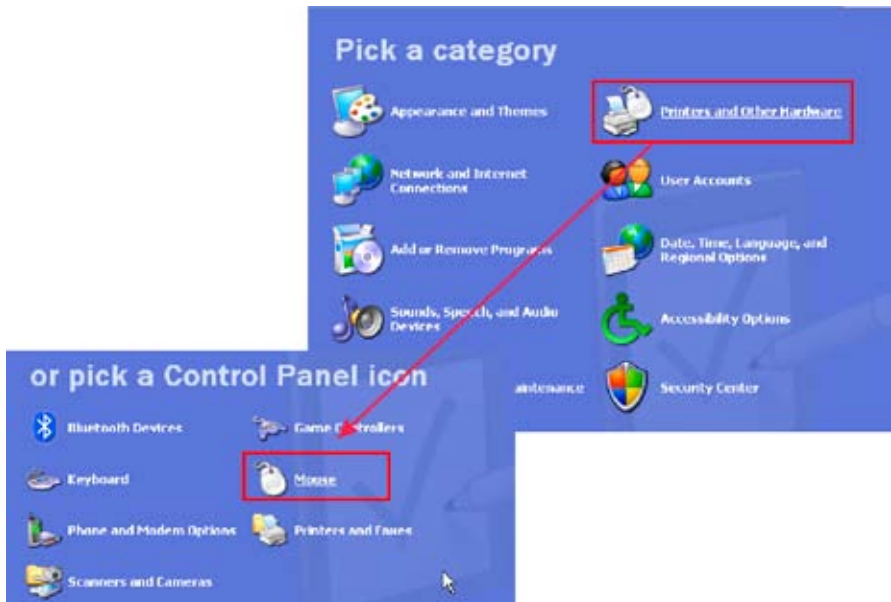 Pick a category
Appearance and Themes
Printers and Other Hardware
Network and Internet
Connections
User Accounts
Add or Remove Programs
Date, Time, Language, and
Regional Options
Sounds, Speech, and Audio
Devices
Accessibility Options
aintenance
Security Center
or pick a Control Panel icon
Bluetooth Devices
Game Controllers
Keyboard
Mouse
Phone and Modem Options
Printers and Faxes
Scanners and Cameras